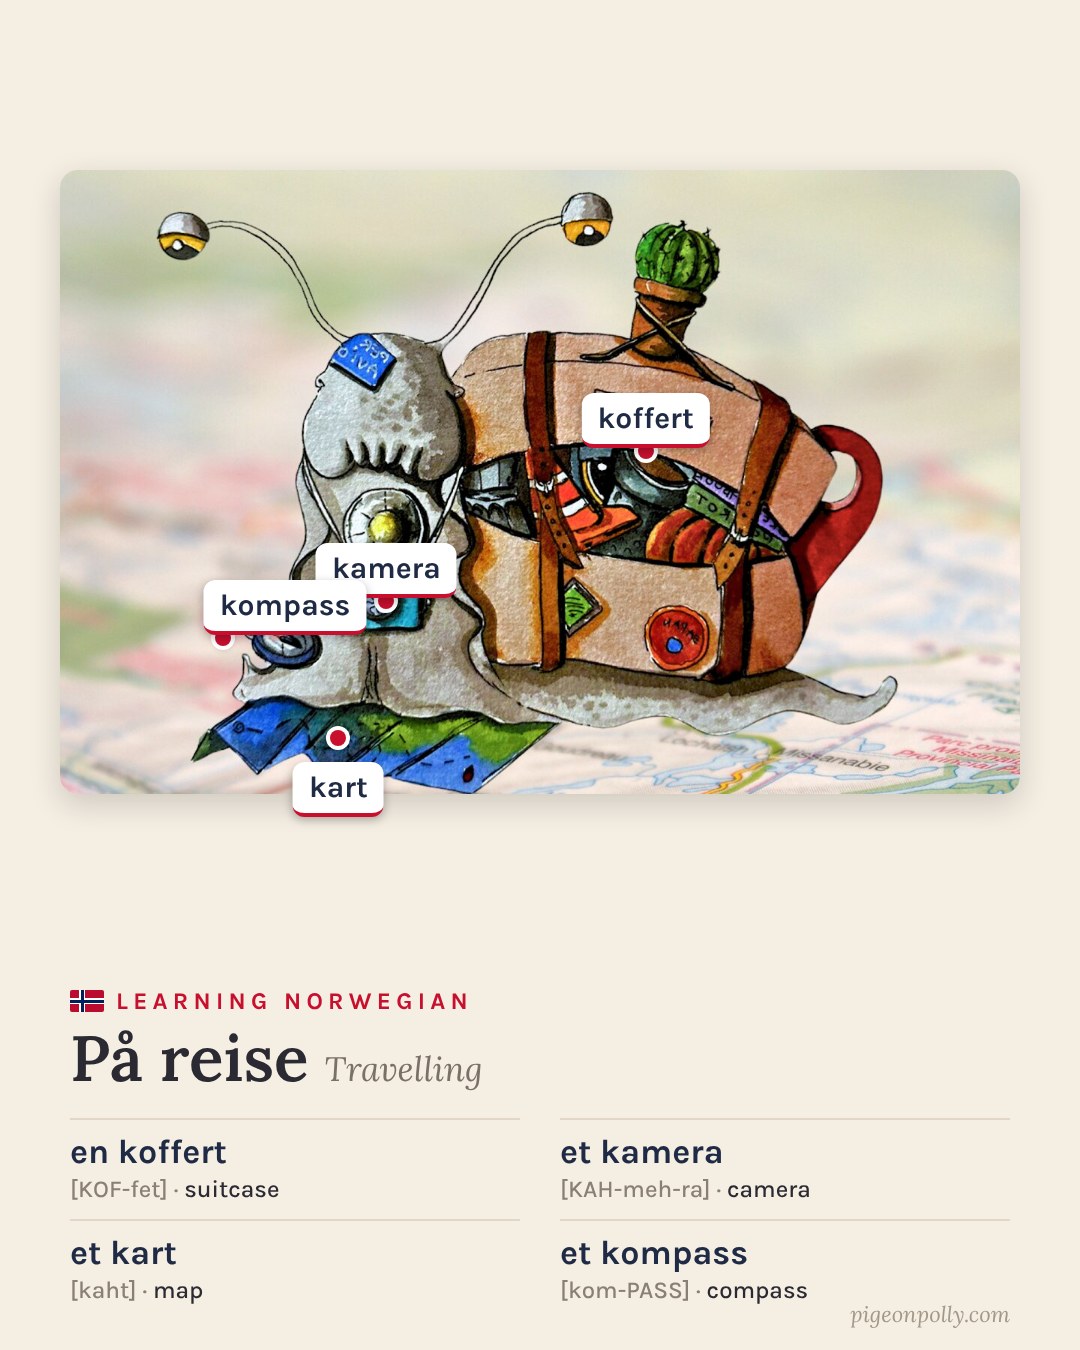 koffert
kamera
kompass
kart
LEARNING NORWEGIAN
På reise Travelling
en koffert
[KOF-fet] · suitcase
et kamera
[KAH-meh-ra] · camera
et kart
[kaht] · map
et kompass
[kom-PASS] · compass
pigeonpolly.com